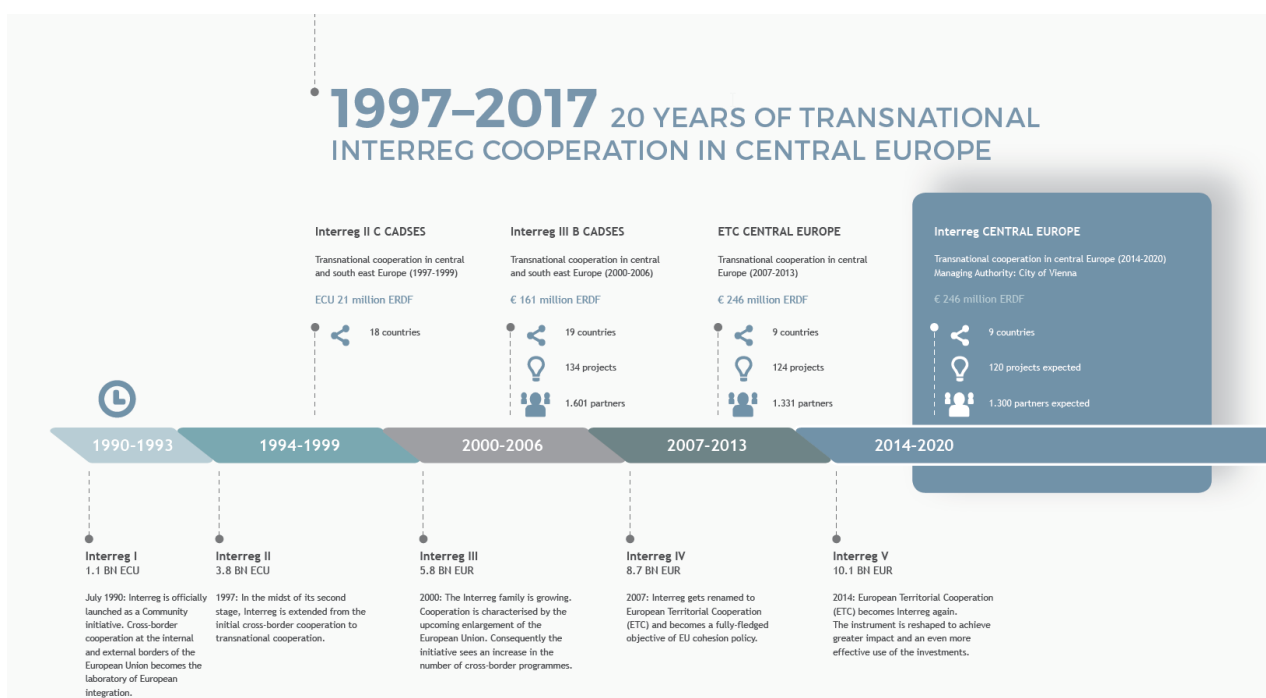 1997–2017 20 YEARS OF TRANSNATIONAL
INTERREG COOPERATION IN CENTRAL EUROPE
Interreg II C CADSES
Transnational cooperation in central
and south east Europe (1997-1999)
ECU 21 million ERDF
18 countries
Interreg III B CADSES
Transnational cooperation in central
and south east Europe (2000-2006)
€ 161 million ERDF
19 countries
134 projects
1.601 partners
ETC CENTRAL EUROPE
Transnational cooperation in central
Europe (2007-2013)
€ 246 million ERDF
9 countries
124 projects
1.331 partners
Interreg CENTRAL EUROPE
Transnational cooperation in central Europe (2014-2020)
Managing Authority: City of Vienna
€ 246 million ERDF
9 countries
120 projects expected
1.300 partners expected
1990-1993
1994-1999
2000-2006
2007-2013
2014-2020
Interreg I
1.1 BN ECU
July 1990: Interreg is officially
launched as a Community
initiative. Cross-border
cooperation at the internal
and external borders of the
European Union becomes the
laboratory of European
integration.
Interreg II
3.8 BN ECU
1997: In the midst of its second
stage, Interreg is extended from the
initial cross-border cooperation to
transnational cooperation.
Interreg III
5.8 BN EUR
2000: The Interreg family is growing.
Cooperation is characterised by the
upcoming enlargement of the
European Union. Consequently the
initiative sees an increase in the
number of cross-border programmes.
Interreg IV
8.7 BN EUR
2007: Interreg gets renamed to
European Territorial Cooperation
(ETC) and becomes a fully-fledged
objective of EU cohesion policy.
Interreg V
10.1 BN EUR
2014: European Territorial Cooperation
(ETC) becomes Interreg again.
The instrument is reshaped to achieve
greater impact and an even more
effective use of the investments.